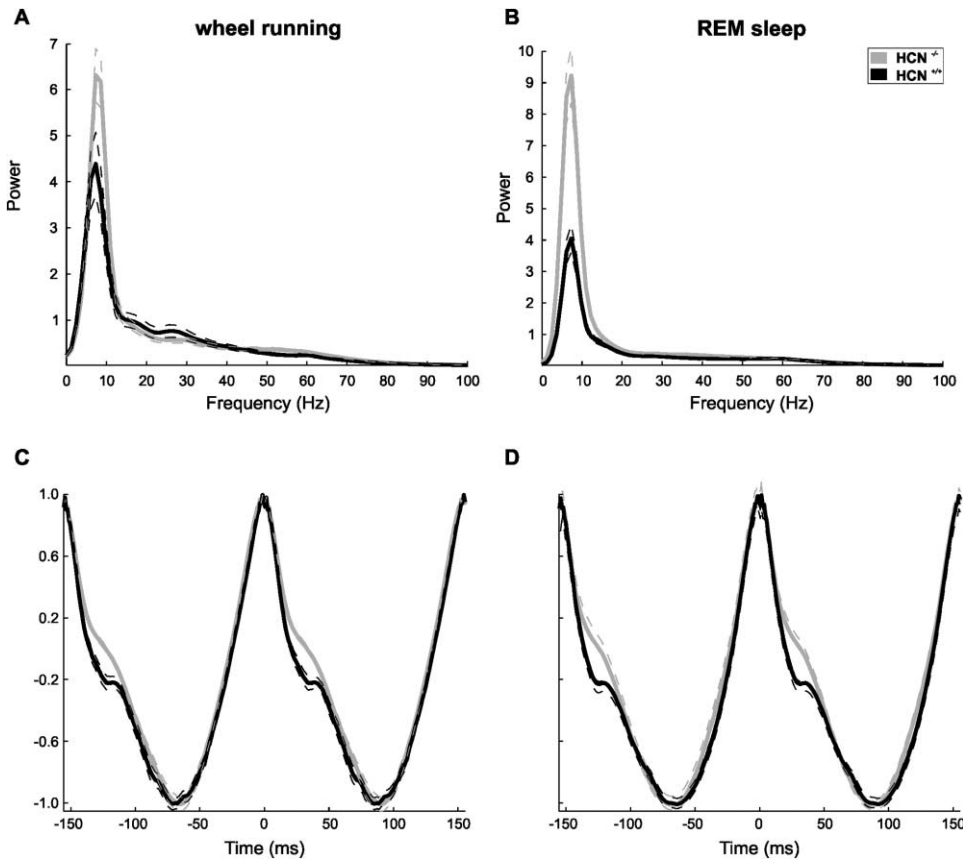 A
wheel running
7
6
5
4
3
2
1
Power
0 10 20 30 40 50 60 70 80 90 100
Frequency (Hz)
B
REM sleep
HCN -/-
HCN +/+
10
9
8
7
6
5
4
3
2
1
Power
0 10 20 30 40 50 60 70 80 90 100
Frequency (Hz)
C
1.0
0.6
0.2
-0.2
-0.6
-1.0
-150 -100 -50 0 50 100 150
Time (ms)
D
-150 -100 -50 0 50 100 150
Time (ms)